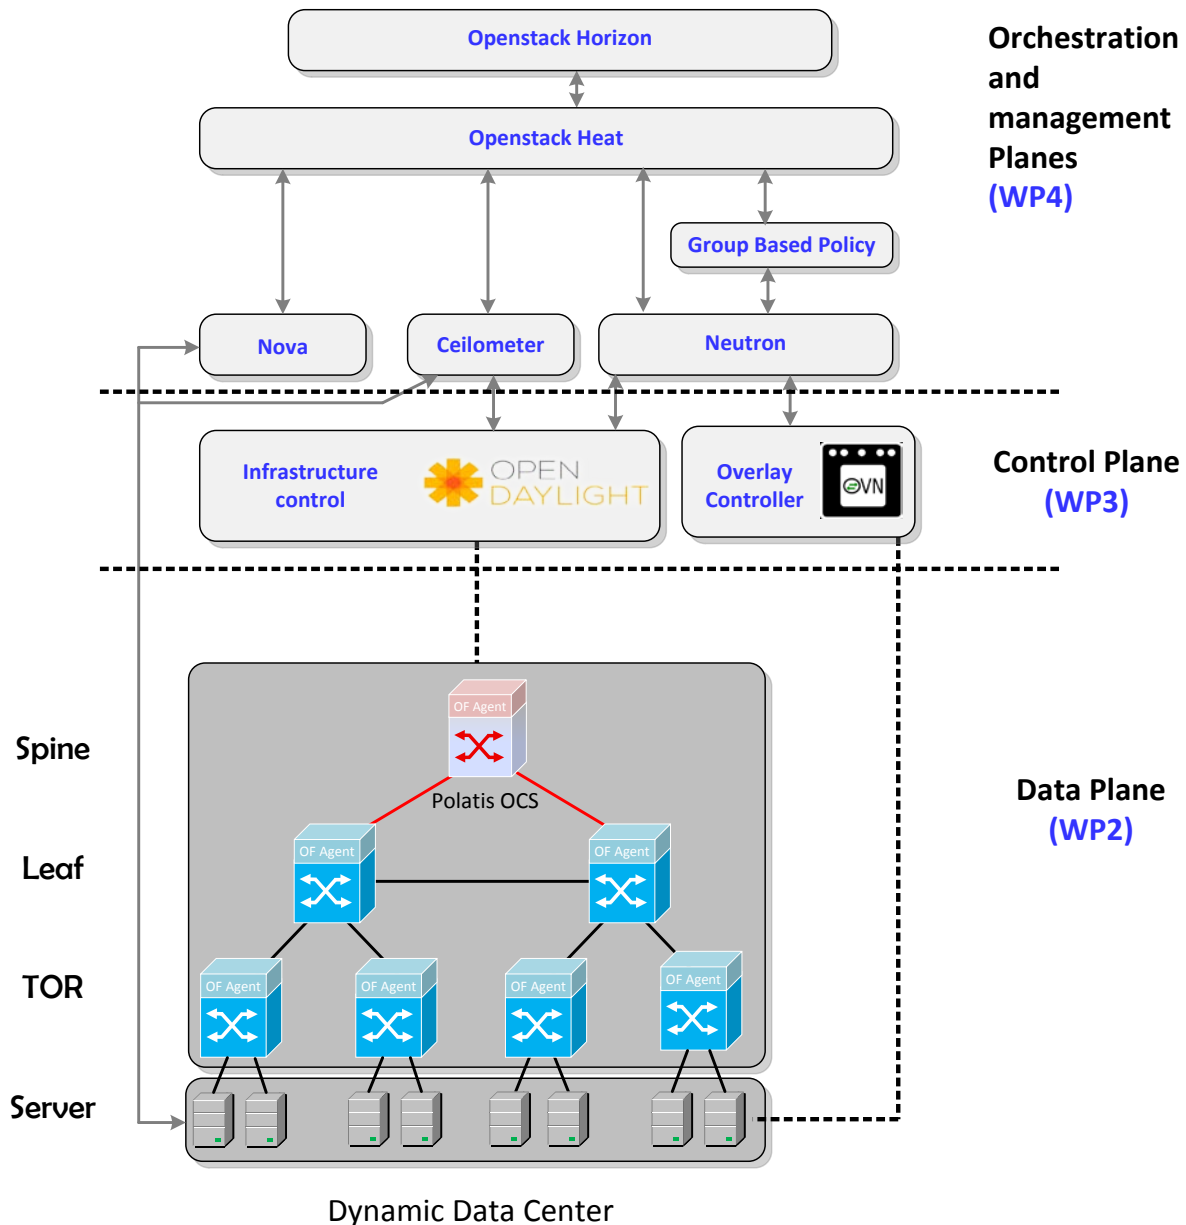 Openstack Horizon
Orchestration
and
management
Planes
(WP4)
Openstack Heat
Group Based Policy
Nova
Ceilometer
Neutron
Infrastructure
control
OPEN
DAYLIGHT
Overlay
Controller
OVN
Control Plane
(WP3)
OF Agent
Spine
Polatis OCS
Data Plane
(WP2)
OF Agent
OF Agent
Leaf
OF Agent
OF Agent
OF Agent
OF Agent
TOR
Server
Dynamic Data Center